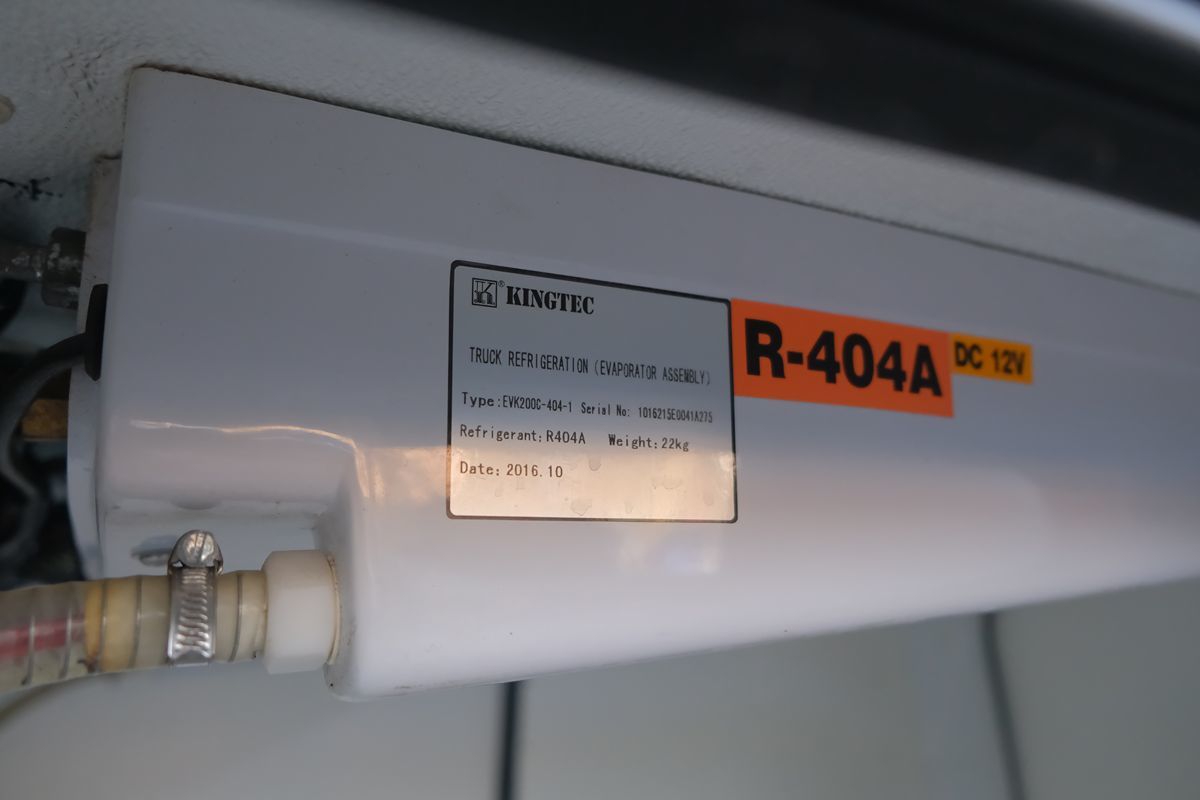 KINGTEC
TRUCK REFRIGERATION (EVAPORATOR ASSEMBLY)
Type:EVK200C-404-1 Serial No: 1016215E0041A275
Refrigerant: R404A Weight: 22kg
Date: 2016.10
R-404A
DC 12V